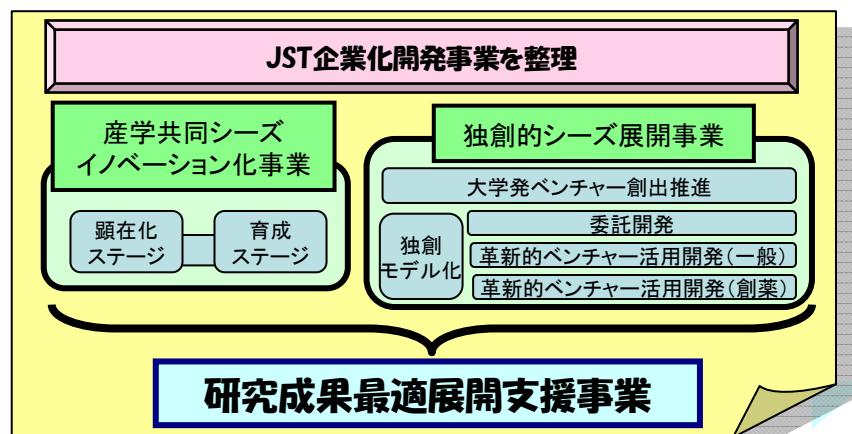 JST企業化開発事業を整理
産学共同シーズ
イノベーション化事業
顕在化
ステージ
育成
ステージ
独創的シーズ展開事業
大学発ベンチャー創出推進
独創
モデル化
委託開発
革新的ベンチャー活用開発(一般)
革新的ベンチャー活用開発(創薬)
研究成果最適展開支援事業